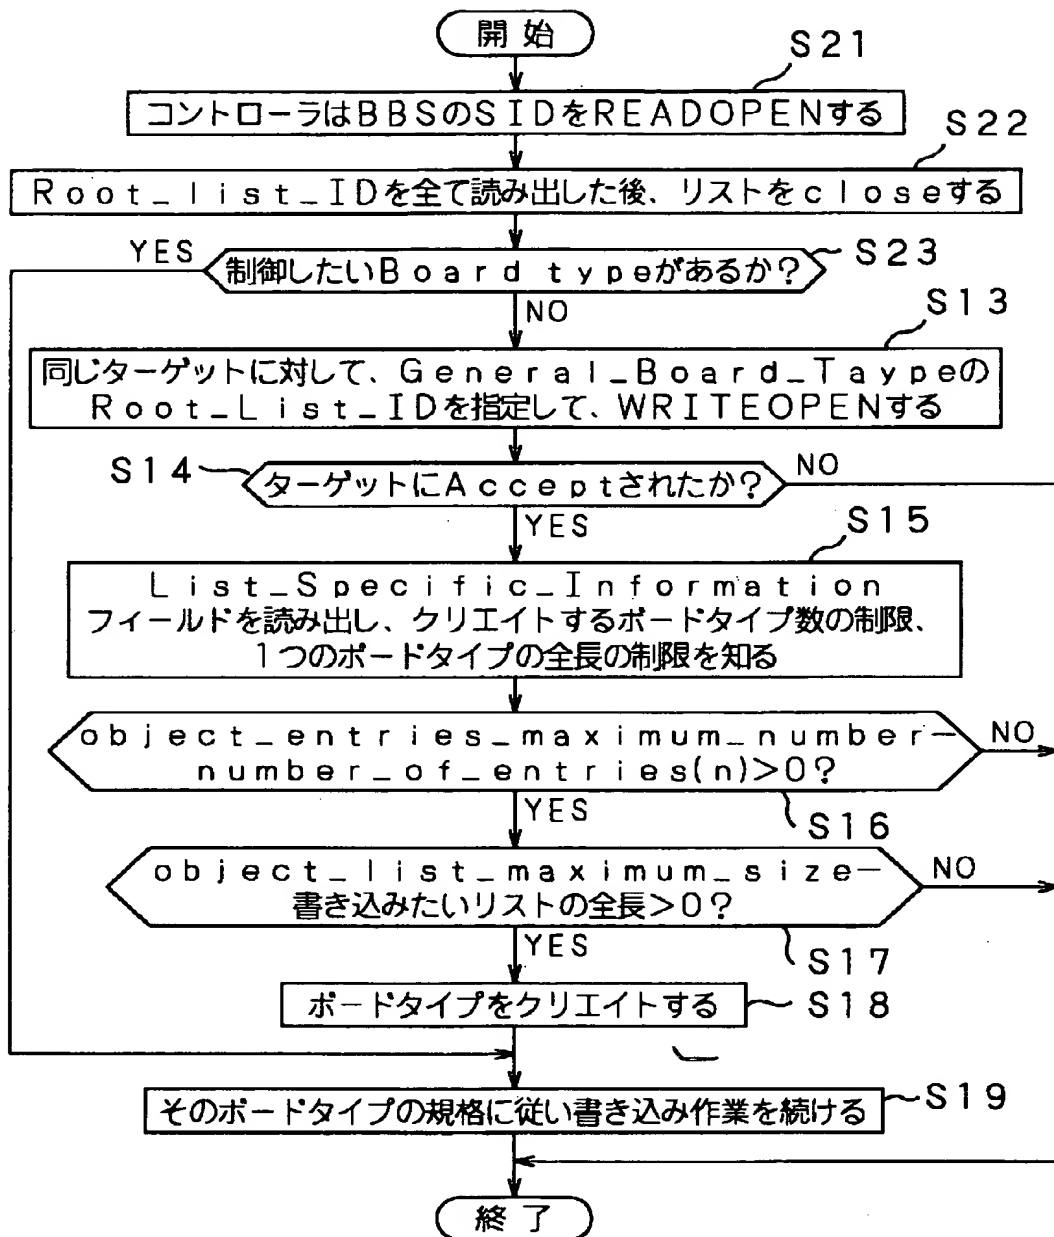 開始
S21
コントローラはBBSのSIDをREADOPENする
S22
Root_list_IDを全て読み出した後、リストをcloseする
YES
S23
制御したいBoard typeがあるか?
NO
S13
同じターゲットに対して、General_Board_Taypeの
Root_List_IDを指定して、WRITEOPENする
S14
ターゲットにAcceptされたか?
NO
YES
S15
List_Specific_Information
フィールドを読み出し、クリエイトするボードタイプ数の制限、
1つのボードタイプの全長の制限を知る
object_entries_maximum_number−
number_of_entries(n)>0?
NO
YES
S16
object_list_maximum_size−
書き込みたいリストの全長>0?
NO
YES
S17
ボードタイプをクリエイトする
S18
そのボードタイプの規格に従い書き込み作業を続ける
S19
終了